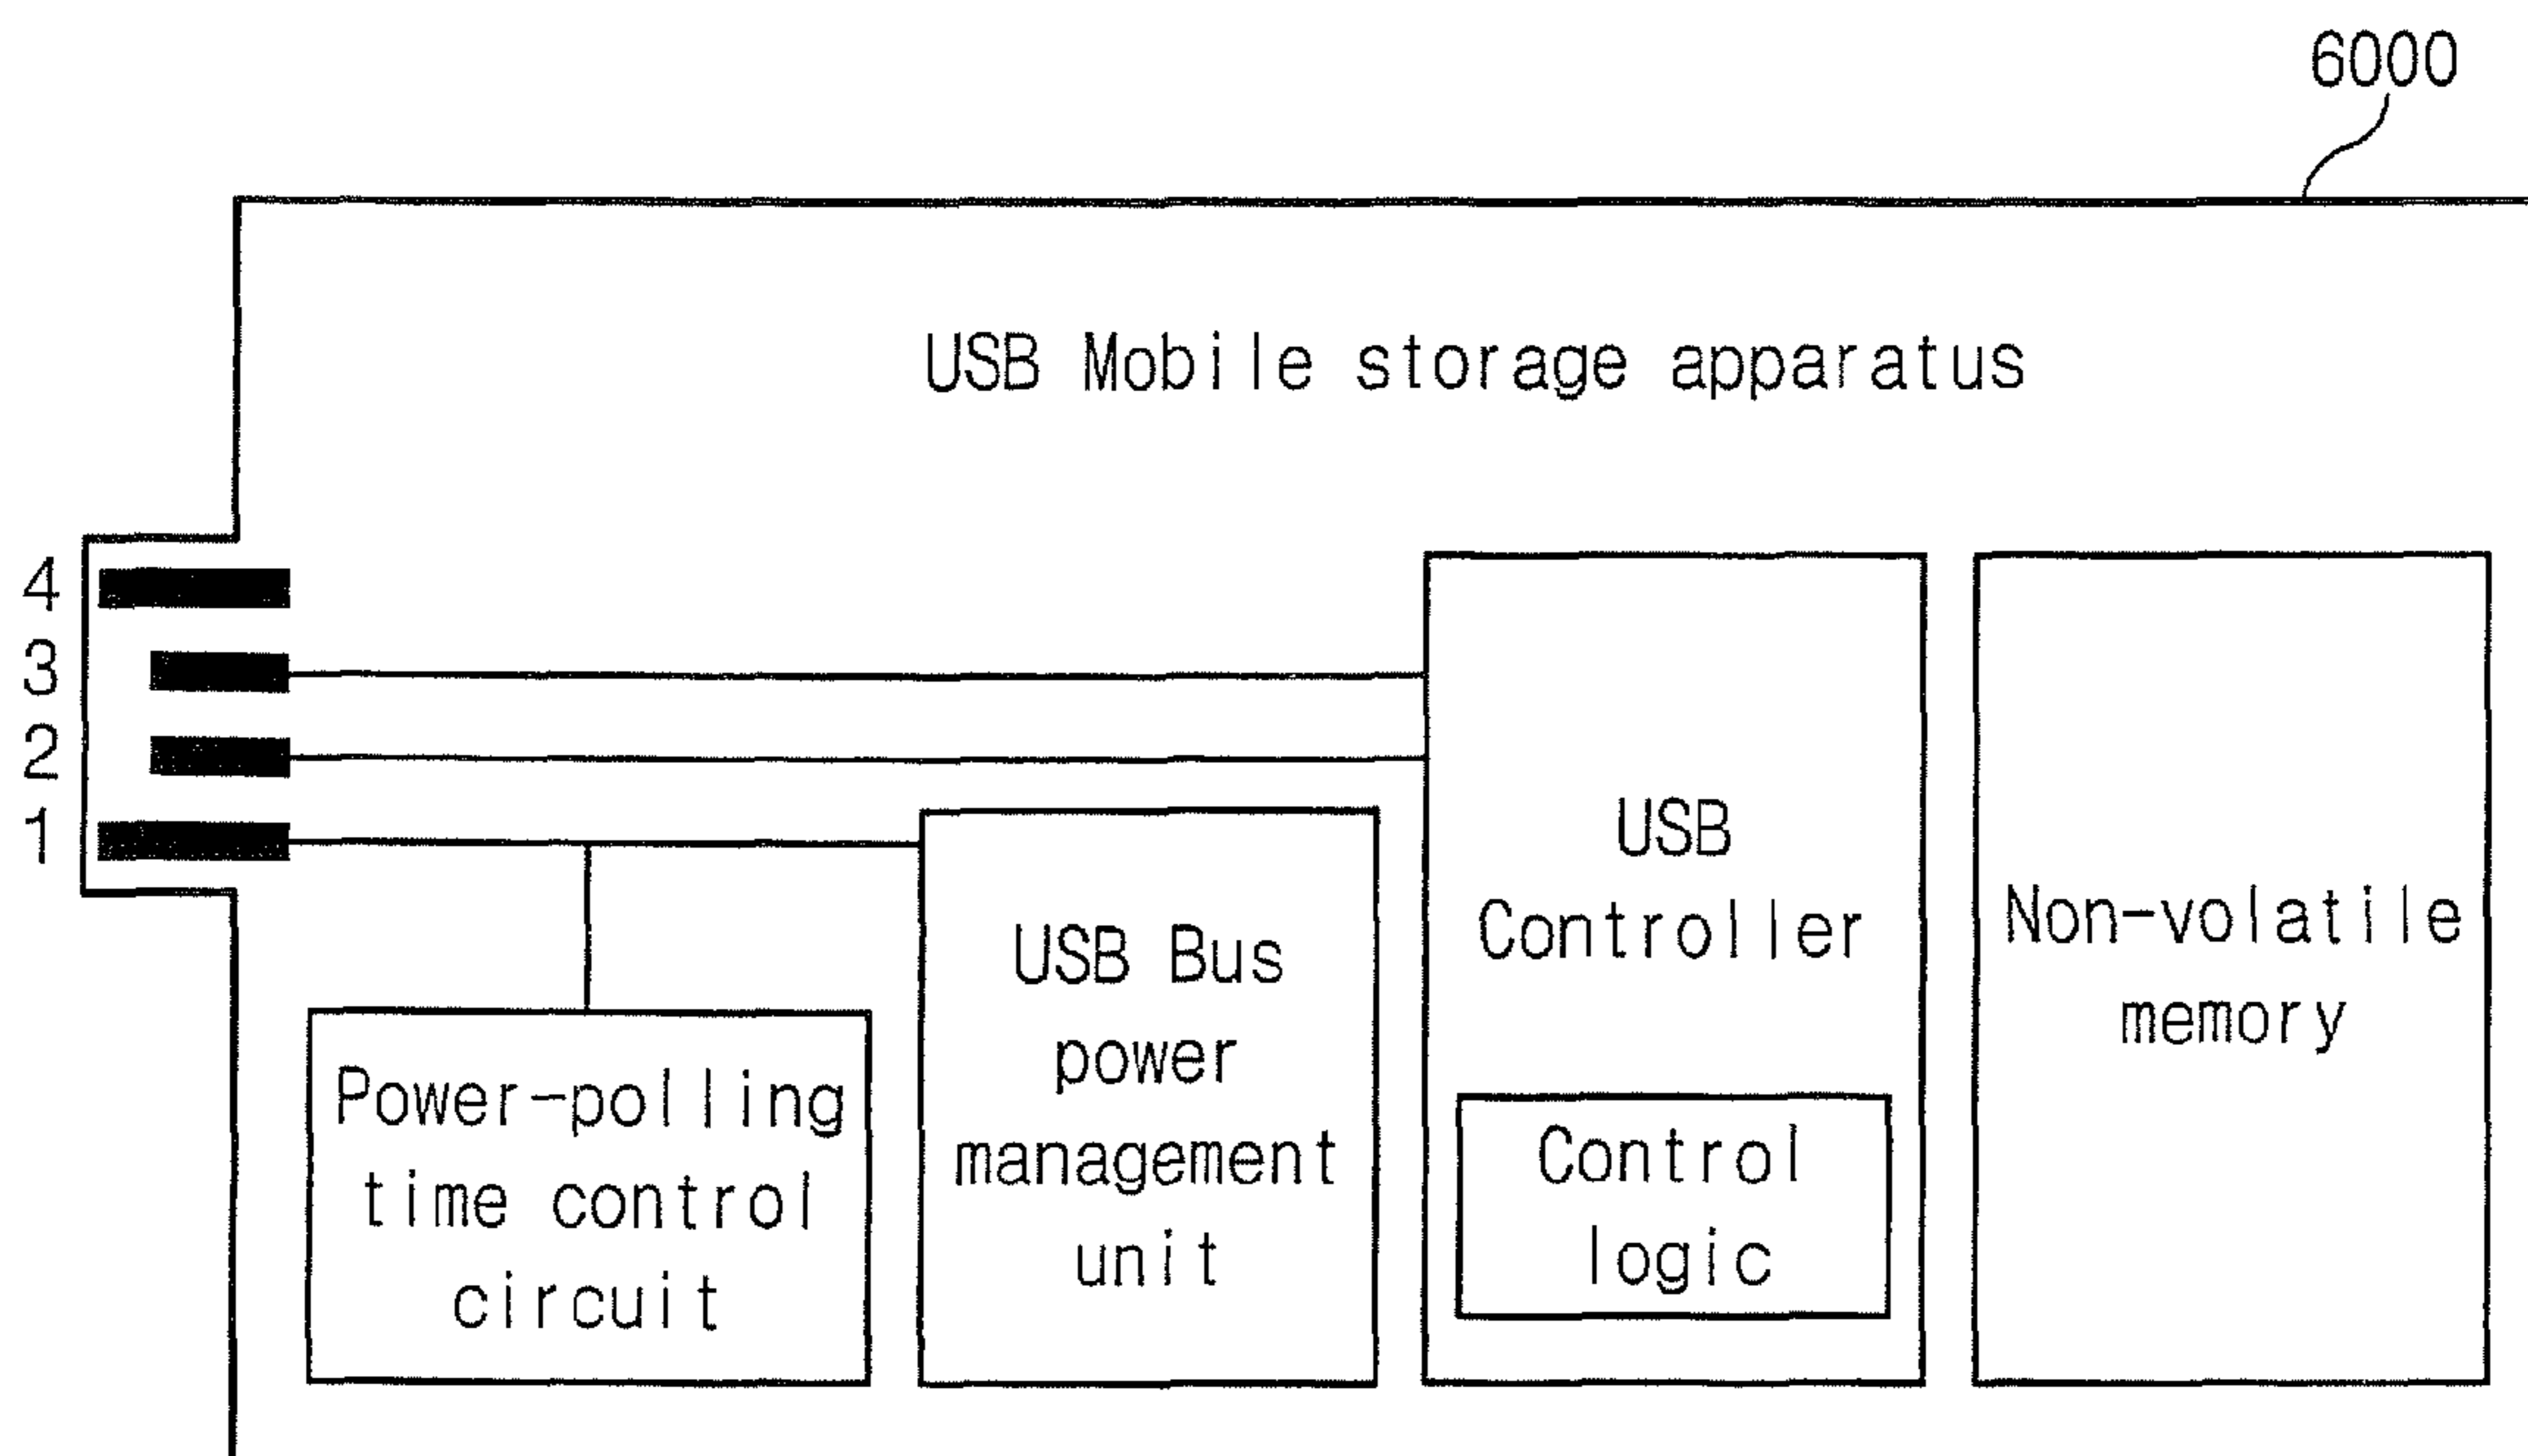 6000
USB Mobile storage apparatus
4
3
2
1
Power-polling
time control
circuit
USB Bus
power
management
unit
USB
Controller
Control
logic
Non-volatile
memory